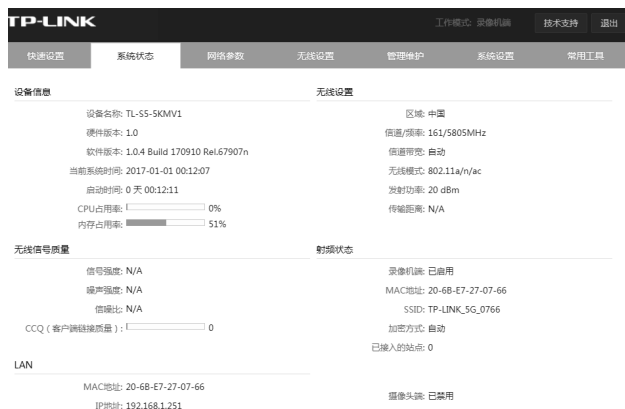 TP-LINK
工作模式: 录像机端 技术支持 退出
快速设置 系统状态 网络参数 无线设置 管理维护 系统设置 常用工具
设备信息
设备名称: TL-S5-5KMV1
硬件版本: 1.0
软件版本: 1.0.4 Build 170910 Rel.67907n
当前系统时间: 2017-01-01 00:12:07
启动时间: 0 天 00:12:11
CPU占用率: 0%
内存占用率: 51%
无线设置
区域: 中国
信道/频率: 161/5805MHz
信道带宽: 自动
无线模式: 802.11a/n/ac
发射功率: 20 dBm
传输距离: N/A
无线信号质量
信号强度: N/A
噪声强度: N/A
信噪比: N/A
CCQ ( 客户端链接质量 ) : 0
射频状态
录像机端: 已启用
MAC地址: 20-6B-E7-27-07-66
SSID: TP-LINK_5G_0766
加密方式: 自动
已接入的站点: 0
LAN
MAC地址: 20-6B-E7-27-07-66
IP地址: 192.168.1.251
摄像头端: 已禁用